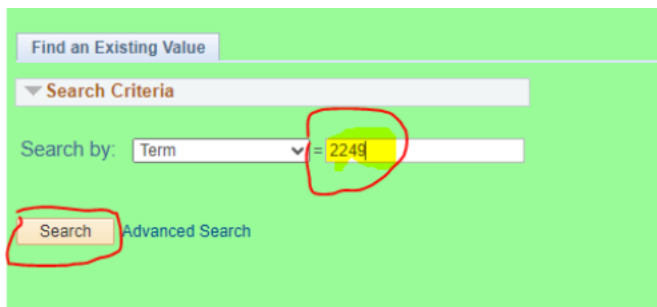 Find an Existing Value
Search Criteria
Search by: Term = 2249
Search Advanced Search